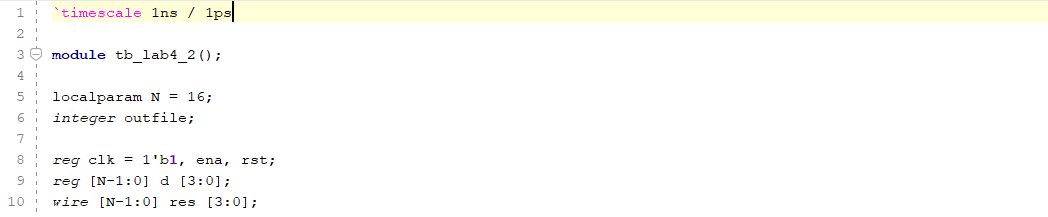 1 `timescale 1ns / 1ps
2
3 module tb_lab4_2();
4
5 localparam N = 16;
6 integer outfile;
7
8 reg clk = 1'b1, ena, rst;
9 reg [N-1:0] d [3:0];
10 wire [N-1:0] res [3:0];